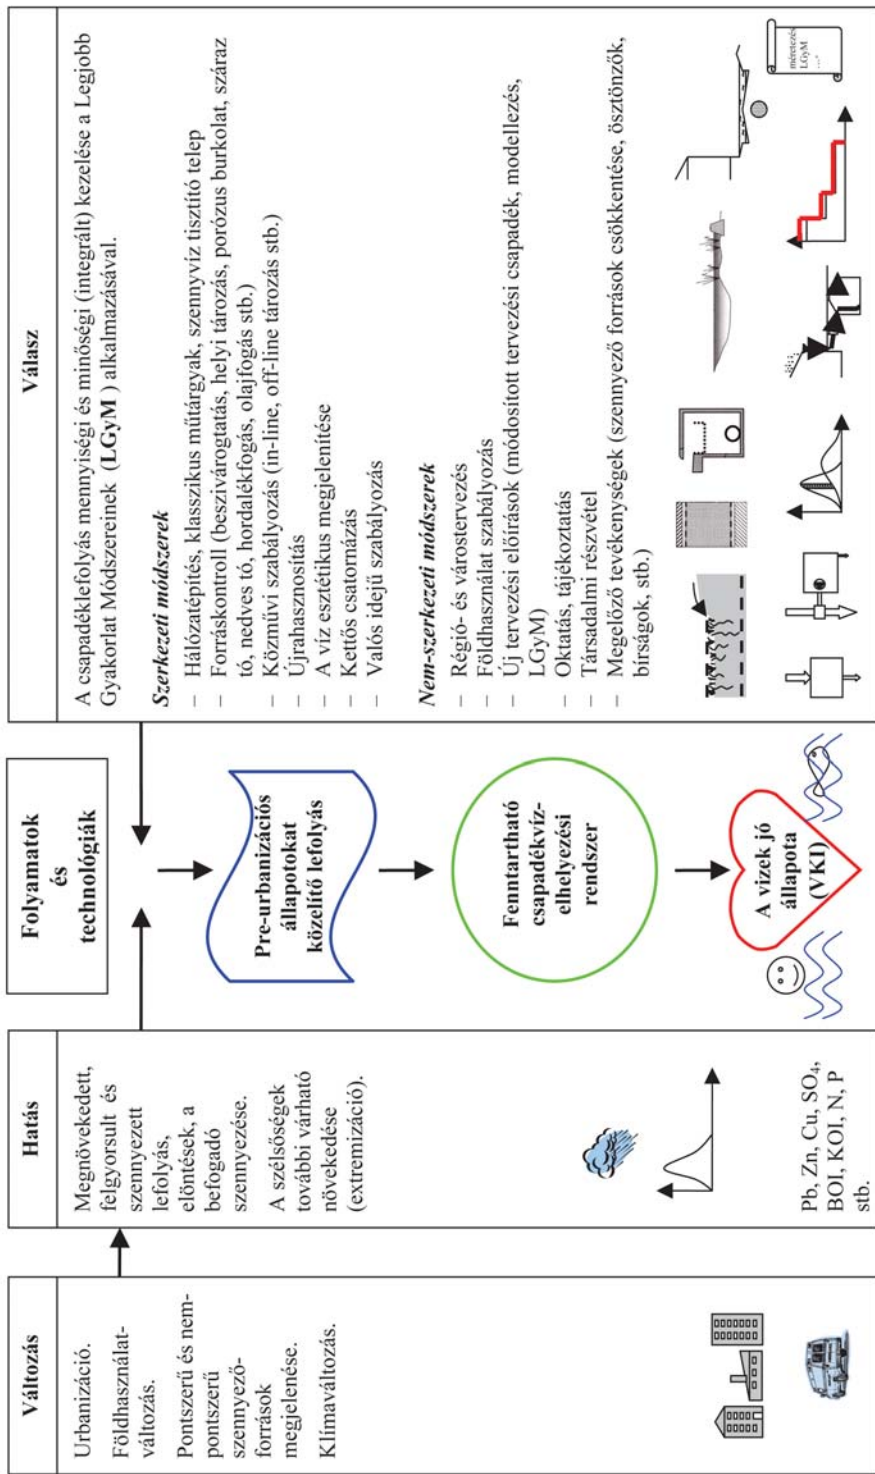 Változás
Urbanizáció.
Földhasználat-
változás.
Pontszerű és nem-
pontszerű
szennyező-
források
megjelenése.
Klímaváltozás.
Hatás
Megnövekedett,
felgyorsult és
szennyezett
lefolyás,
elöntések, a
befogadó
szennyezése.
A szélsőségek
további várható
növekedése
(extremizáció).
Pb, Zn, Cu, SO₄,
BOI, KOI, N, P
stb.
Folyamatok
és
technológiák
Pre-urbanizációs
állapotokat
közelítő lefolyás
Fenntartható
csapadékvíz-
elhelyezési
rendszer
A vizek jó
állapota
(VKI)
Válasz
A csapadéklefolyás mennyiségi és minőségi (integrált) kezelése a Legjobb
Gyakorlat Módszereinek (LGyM ) alkalmazásával.
Szerkezeti módszerek
– Hálózatépítés, klasszikus műtárgyak, szennyvíz tisztító telep
– Forráskontroll (beszivárogtatás, helyi tározás, porózus burkolat, száraz
tó, nedves tó, hordalékfogás, olajfogás stb.)
– Közművi szabályozás (in-line, off-line tározás stb.)
– Újrahasznosítás
– A víz esztétikus megjelenítése
– Kettős csatornázás
– Valós idejű szabályozás
Nem-szerkezeti módszerek
– Régió- és várostervezés
– Földhasználat szabályozás
– Új tervezési előírások (módosított tervezési csapadék, modellezés,
LGyM)
– Oktatás, tájékoztatás
– Társadalmi részvétel
– Megelőző tevékenységek (szennyező források csökkentése, ösztönzők,
bírságok, stb.)
méretezés
LGyM
...”